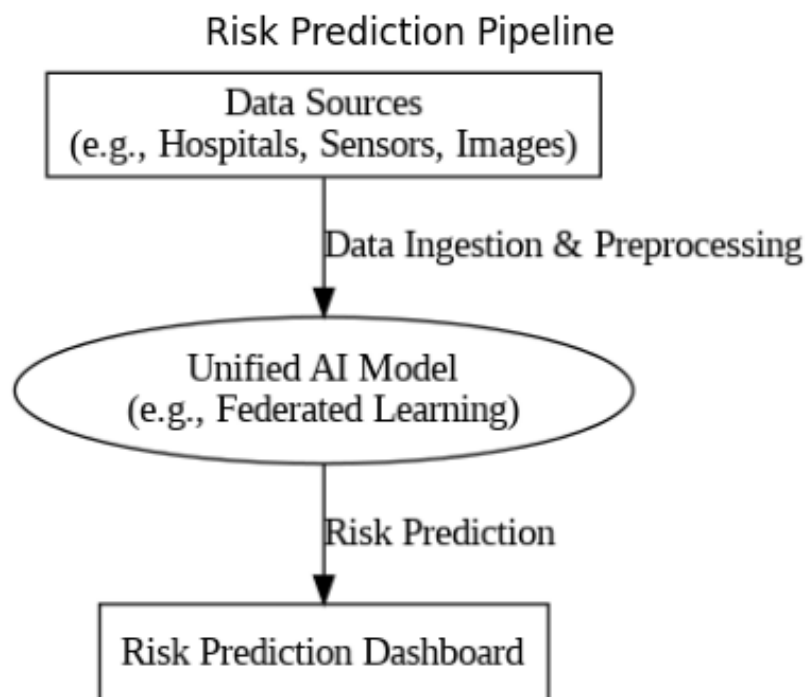 Risk Prediction Pipeline
Data Sources
(e.g., Hospitals, Sensors, Images)
Data Ingestion & Preprocessing
Unified AI Model
(e.g., Federated Learning)
Risk Prediction
Risk Prediction Dashboard